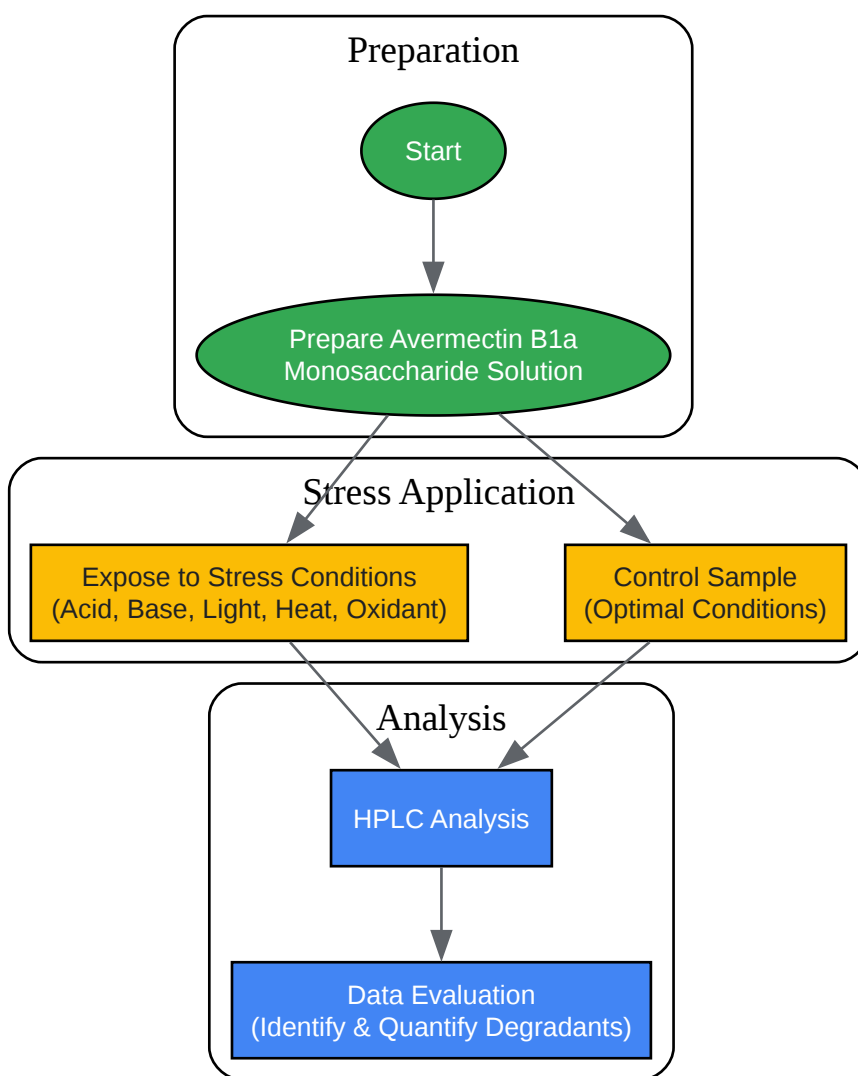 Preparation
Start
Prepare Avermectin B1a
Monosaccharide Solution
Stress Application
Expose to Stress Conditions
(Acid, Base, Light, Heat, Oxidant)
Control Sample
(Optimal Conditions)
Analysis
HPLC Analysis
Data Evaluation
(Identify & Quantify Degradants)